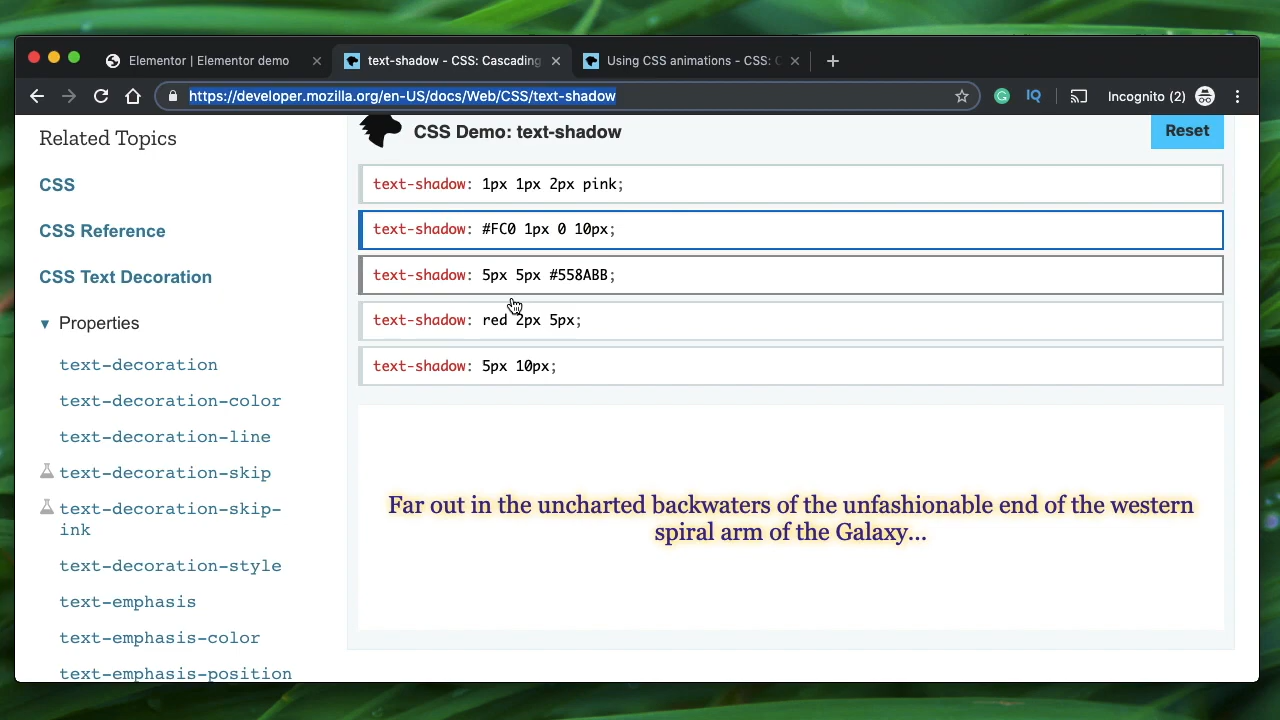 Elementor | Elementor demo
text-shadow - CSS: Cascading
Using CSS animations - CSS: C
https://developer.mozilla.org/en-US/docs/Web/CSS/text-shadow
IQ
Incognito (2)
Related Topics
CSS
CSS Reference
CSS Text Decoration
▼ Properties
text-decoration
text-decoration-color
text-decoration-line
text-decoration-skip
text-decoration-skip-
ink
text-decoration-style
text-emphasis
text-emphasis-color
text-emphasis-position
CSS Demo: text-shadow
Reset
text-shadow: 1px 1px 2px pink;
text-shadow: #FC0 1px 0 10px;
text-shadow: 5px 5px #558ABB;
text-shadow: red 2px 5px;
text-shadow: 5px 10px;
Far out in the uncharted backwaters of the unfashionable end of the western
spiral arm of the Galaxy...